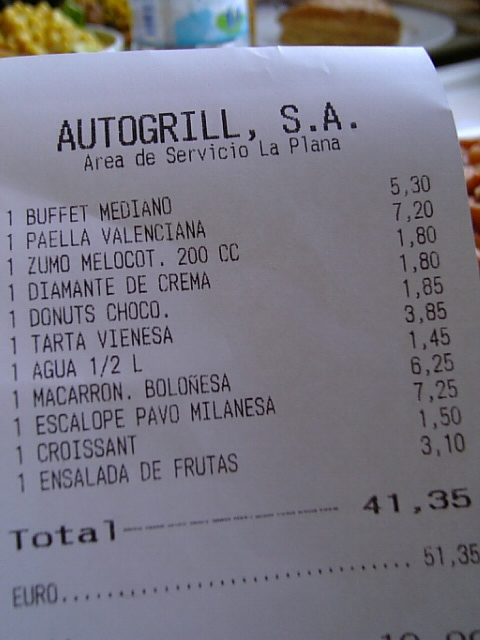 AUTOGRILL, S.A.
Area de Servicio La Plana
1 BUFFET MEDIANO 5,30
1 PAELLA VALENCIANA 7,20
1 ZUMO MELOCOT. 200 CC 1,80
1 DIAMANTE DE CREMA 1,80
1 DONUTS CHOCO. 1,85
1 TARTA VIENESA 3,85
1 AGUA 1/2 L 1,45
1 MACARRON. BOLOÑESA 6,25
1 ESCALOPE PAVO MILANESA 7,25
1 CROISSANT 1,50
1 ENSALADA DE FRUTAS 3,10
Total 41,35
EURO 51,35